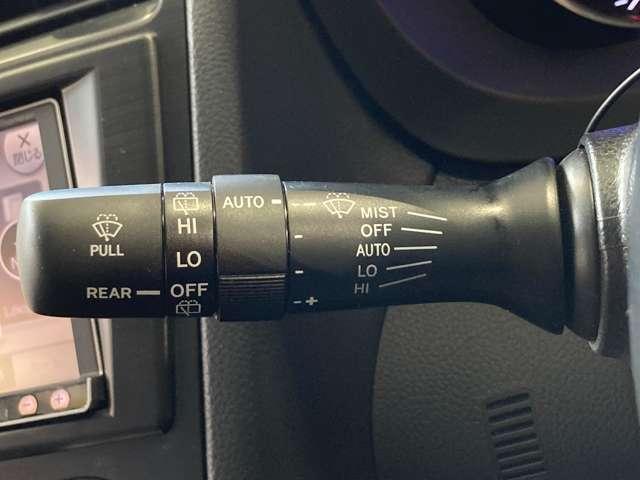 閉じる
PULL
REAR
HI
LO
OFF
AUTO
- +
MIST
OFF
AUTO
LO
HI